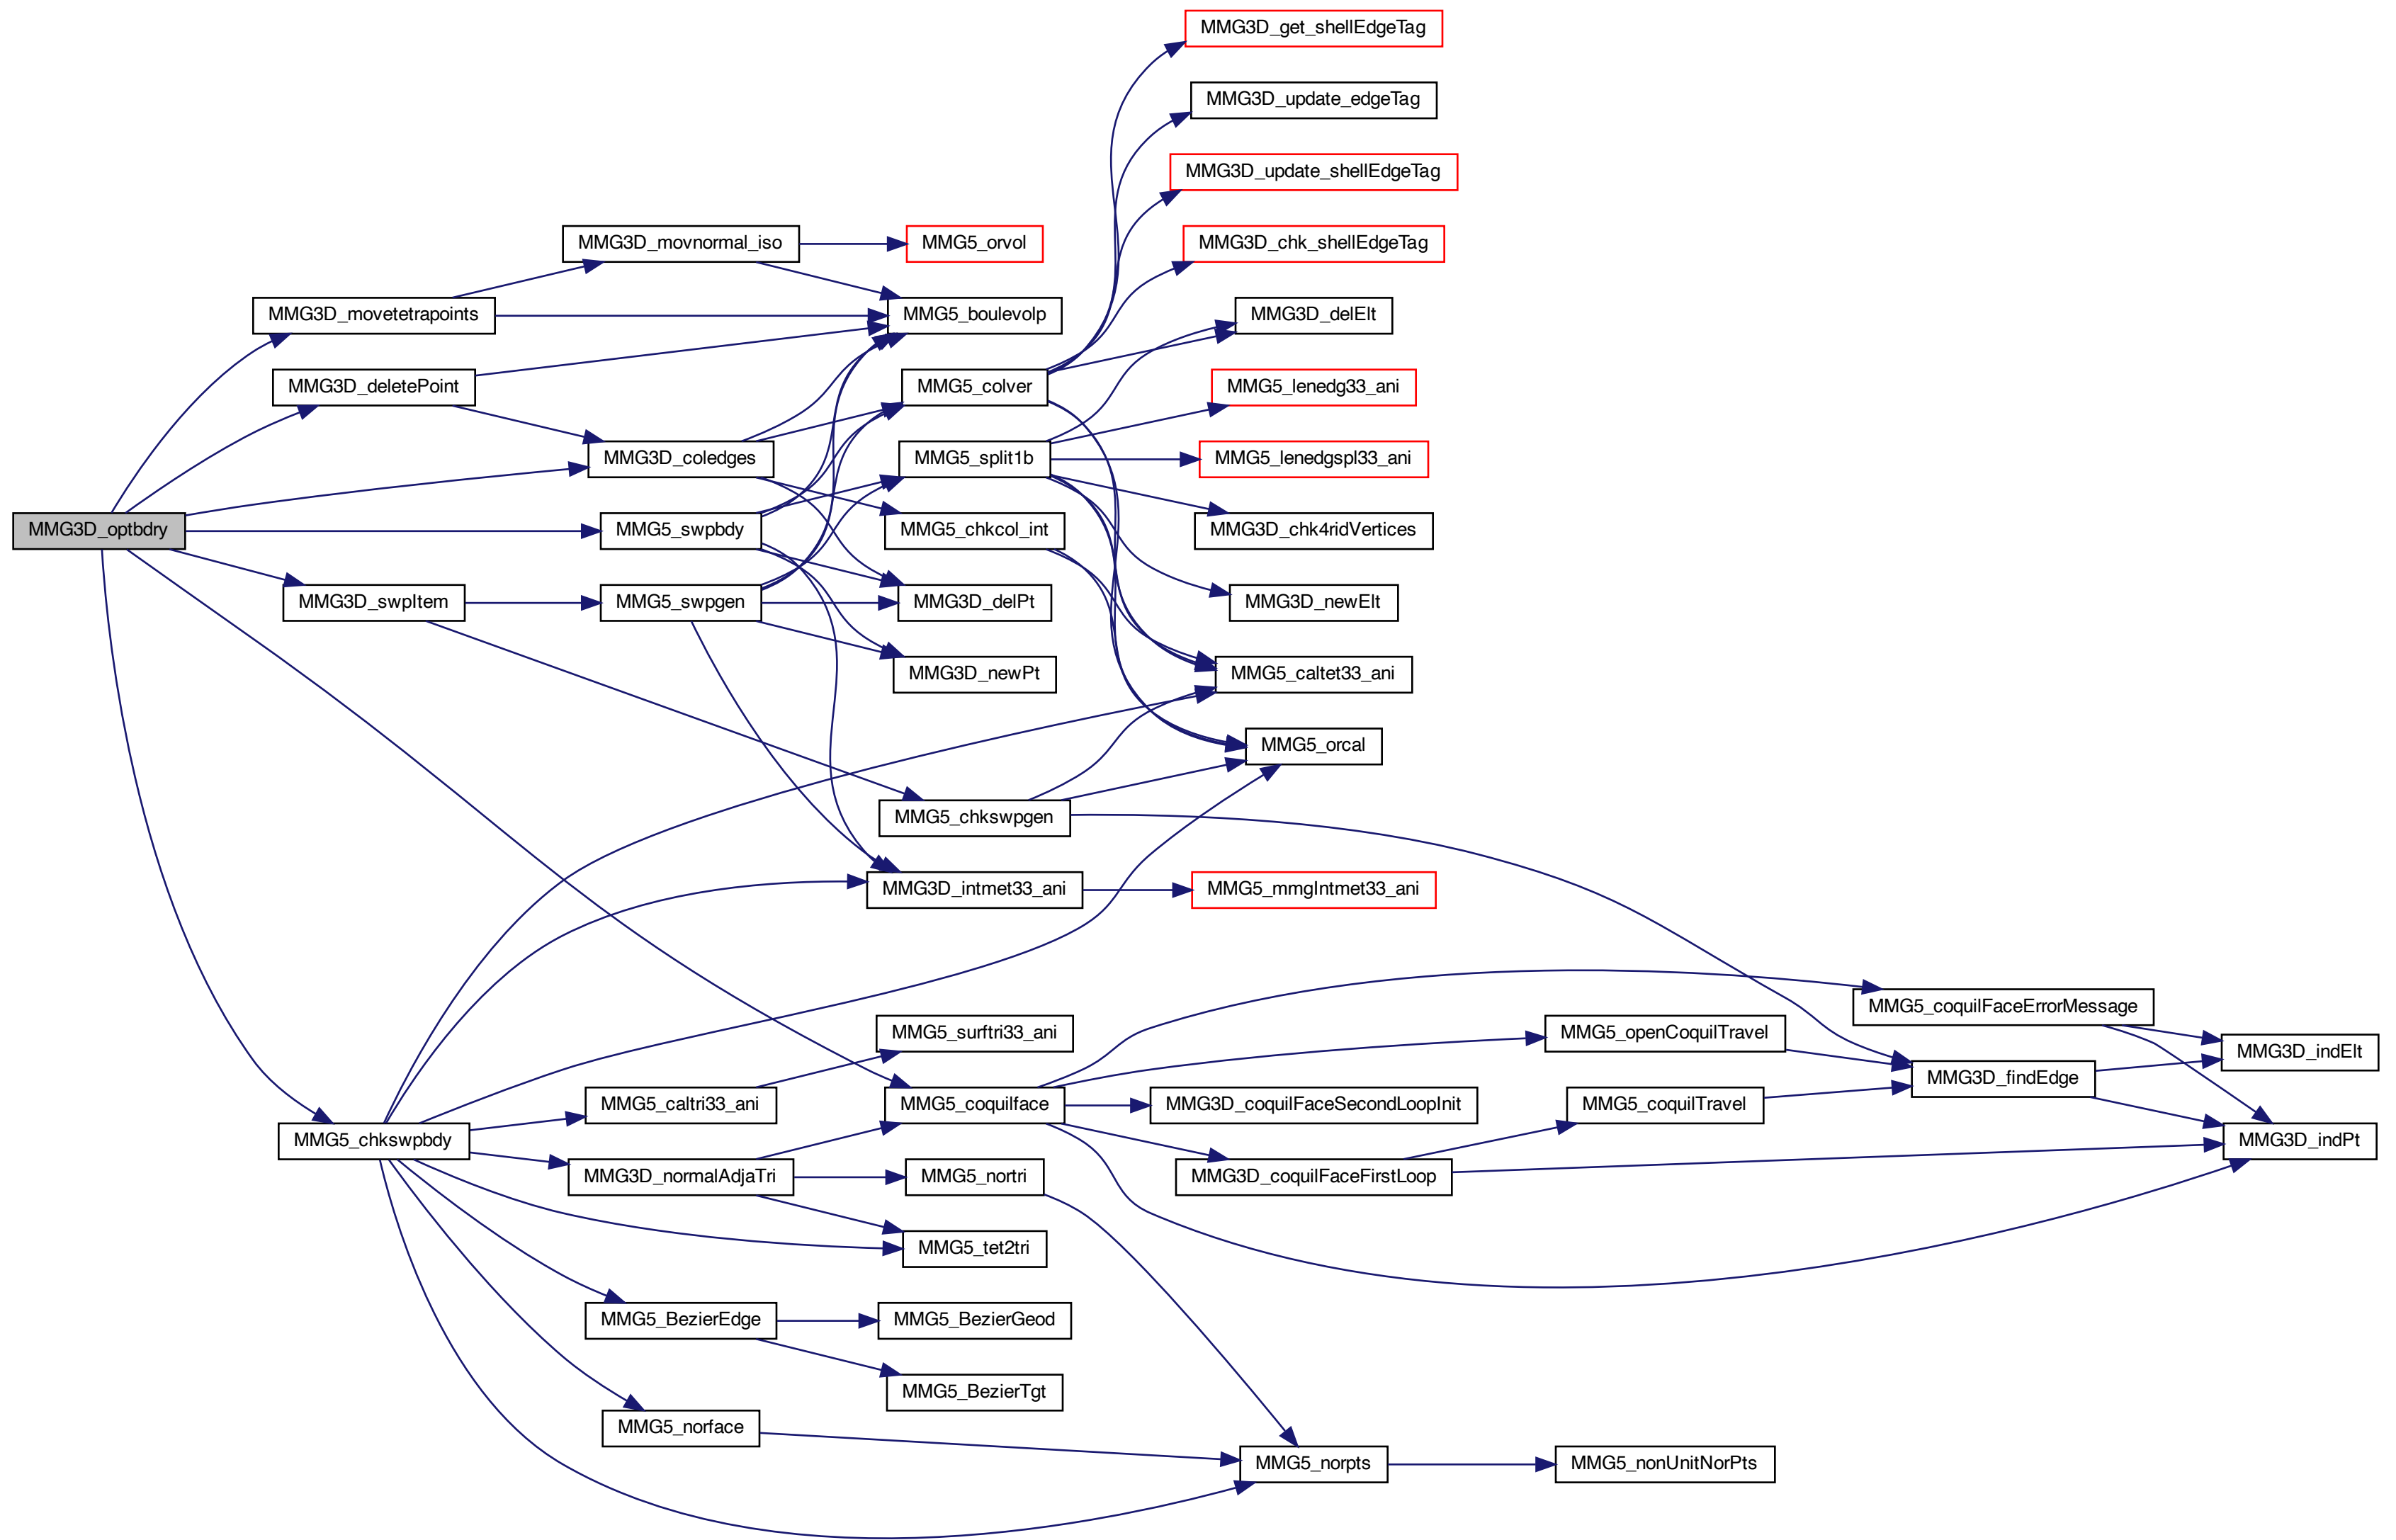 MMG3D_get_shellEdgeTag
MMG3D_update_edgeTag
MMG3D_update_shellEdgeTag
MMG3D_movnormal_iso
MMG5_orvol
MMG3D_chk_shellEdgeTag
MMG3D_movetetrapoints
MMG5_boulevolp
MMG3D_delElt
MMG3D_deletePoint
MMG5_colver
MMG5_lenedg33_ani
MMG3D_coledges
MMG5_split1b
MMG5_lenedgspl33_ani
MMG3D_optbdry
MMG5_swpbdy
MMG5_chkcol_int
MMG3D_chk4ridVertices
MMG3D_swpItem
MMG5_swpgen
MMG3D_delPt
MMG3D_newElt
MMG3D_newPt
MMG5_caltet33_ani
MMG5_orcal
MMG5_chkswpgen
MMG3D_intmet33_ani
MMG5_mmgIntmet33_ani
MMG5_coquilFaceErrorMessage
MMG5_surftri33_ani
MMG5_openCoquilTravel
MMG3D_indElt
MMG3D_findEdge
MMG5_caltri33_ani
MMG5_coquilface
MMG3D_coquilFaceSecondLoopInit
MMG5_coquilTravel
MMG5_chkswpbdy
MMG3D_indPt
MMG3D_normalAdjaTri
MMG5_nortri
MMG3D_coquilFaceFirstLoop
MMG5_tet2tri
MMG5_BezierEdge
MMG5_BezierGeod
MMG5_BezierTgt
MMG5_norface
MMG5_norpts
MMG5_nonUnitNorPts